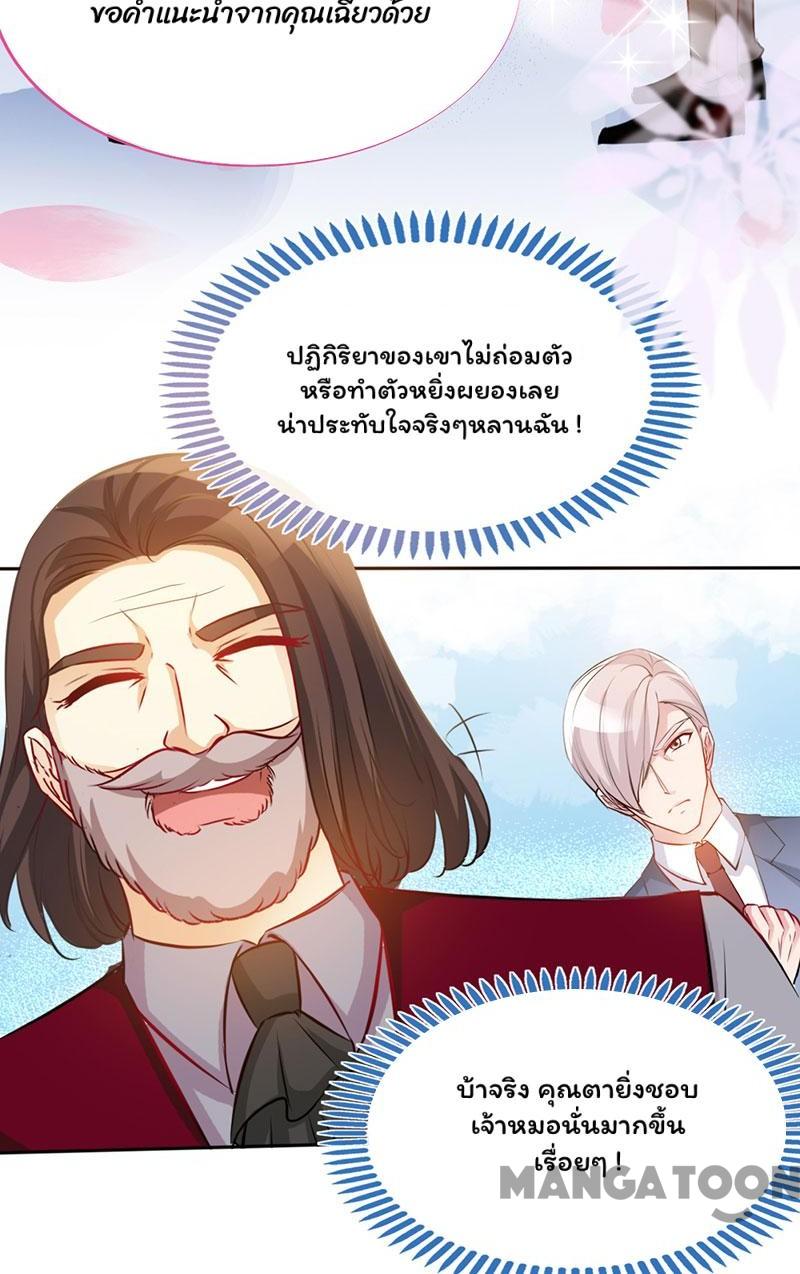 ขอคำแนะนำจากคุณเฉียวด้วย
ปฏิกิริยาของเขาไม่ถ่อมตัว
หรือทำตัวหยิ่งผยองเลย
น่าประทับใจจริงๆหลานฉัน !
บ้าจริง คุณตายิ่งชอบ
เจ้าหมอนั่นมากขึ้น
เรื่อยๆ !
MANGATOON